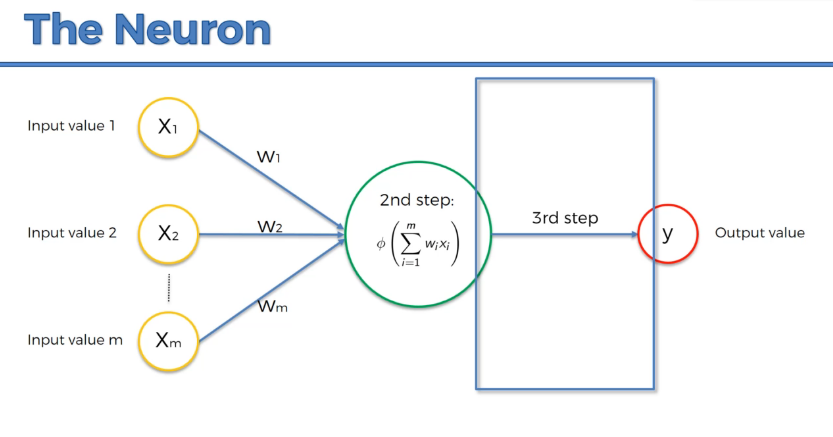 The Neuron
Input value 1
X1
W1
2nd step:
ϕ(∑i=1m wixi)
3rd step
y
Output value
Input value 2
X2
W2
Input value m
Xm
Wm